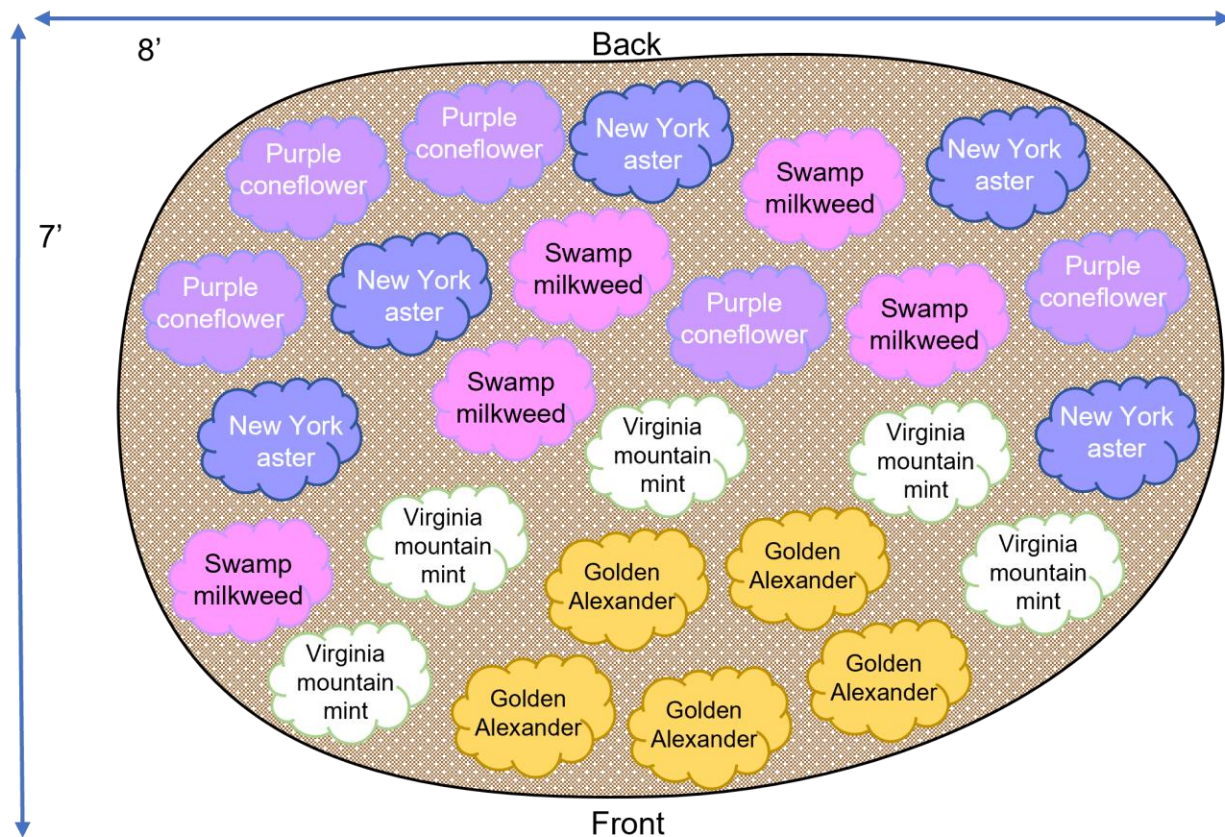 8’
Back
7’
Purple
coneflower
Purple
coneflower
New York
aster
Swamp
milkweed
New York
aster
Purple
coneflower
New York
aster
Swamp
milkweed
Purple
coneflower
Swamp
milkweed
Purple
coneflower
New York
aster
Swamp
milkweed
Virginia
mountain
mint
Virginia
mountain
mint
New York
aster
Swamp
milkweed
Virginia
mountain
mint
Golden
Alexander
Golden
Alexander
Virginia
mountain
mint
Virginia
mountain
mint
Golden
Alexander
Golden
Alexander
Golden
Alexander
Front